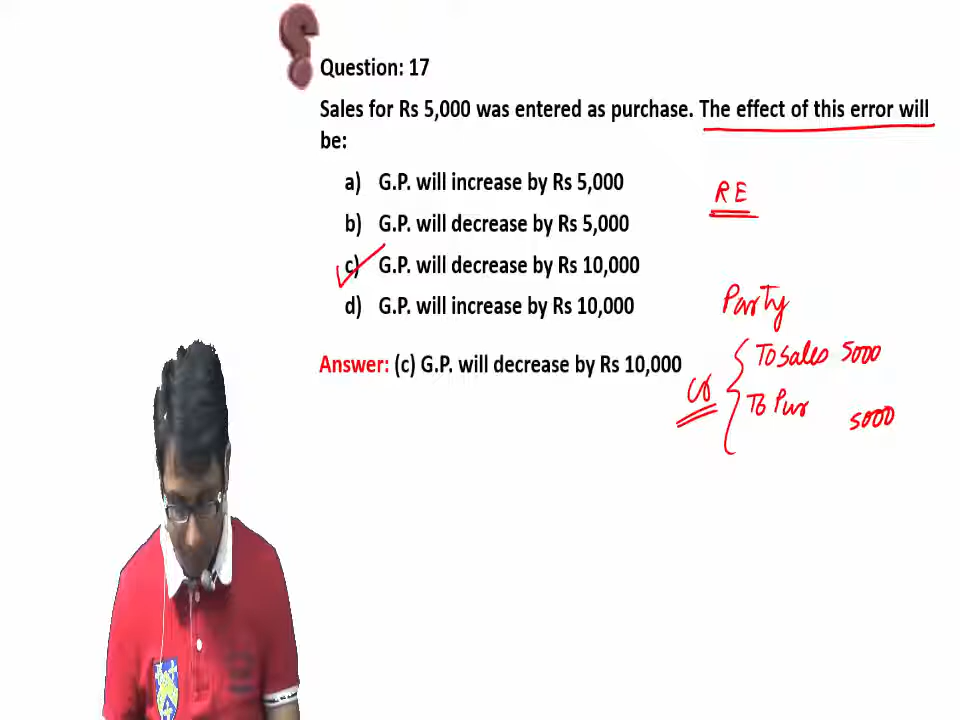 Question: 17
Sales for Rs 5,000 was entered as purchase. The effect of this error will
be:
a) G.P. will increase by Rs 5,000
b) G.P. will decrease by Rs 5,000
c) G.P. will decrease by Rs 10,000
d) G.P. will increase by Rs 10,000
Answer: (c) G.P. will decrease by Rs 10,000
RE
Party
To Sales 5000
Cr
To Pur 5000